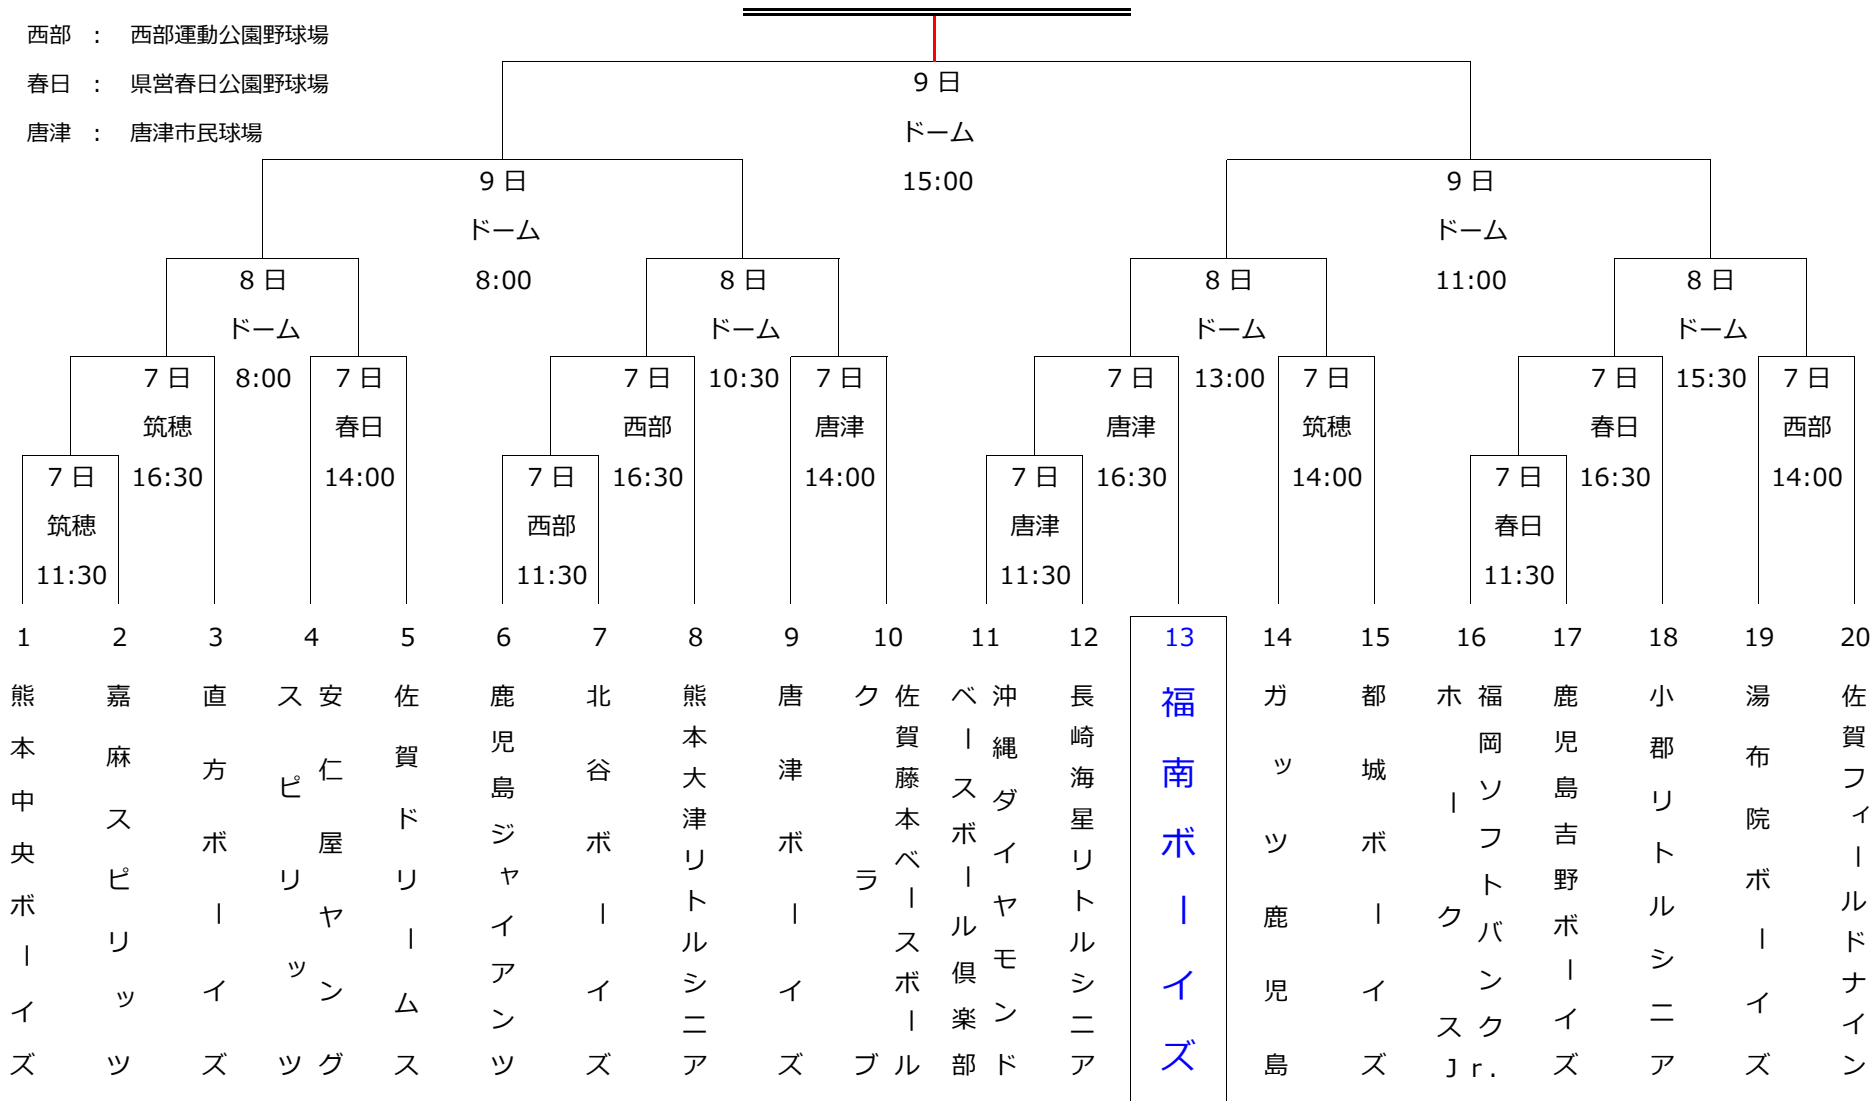 西部 : 西部運動公園野球場
春日 : 県営春日公園野球場
唐津 : 唐津市民球場
9日
ドーム
15:00
9日
ドーム
8:00
9日
ドーム
11:00
8日
ドーム
8:00
8日
ドーム
10:30
8日
ドーム
13:00
8日
ドーム
15:30
7日
筑穂
16:30
7日
春日
14:00
7日
西部
16:30
7日
唐津
14:00
7日
唐津
16:30
7日
筑穂
14:00
7日
春日
16:30
7日
西部
14:00
7日
筑穂
11:30
7日
西部
11:30
7日
唐津
11:30
7日
春日
11:30
1
熊本中央ボーイズ
2
嘉麻スピリッツ
3
直方ボーイズ
4
安仁屋ヤング
スピリッツ
5
佐賀ドリームス
6
鹿児島ジャイアンツ
7
北谷ボーイズ
8
熊本大津リトルシニア
9
唐津ボーイズ
10
佐賀藤本ベースボール
クラブ
11
沖縄ダイヤモンド
ベースボール倶楽部
12
長崎海星リトルシニア
13
福南ボーイズ
14
ガッツ鹿児島
15
都城ボーイズ
16
福岡ソフトバンク
ホークスJr.
17
鹿児島吉野ボーイズ
18
小郡リトルシニア
19
湯布院ボーイズ
20
佐賀フィールドナイン